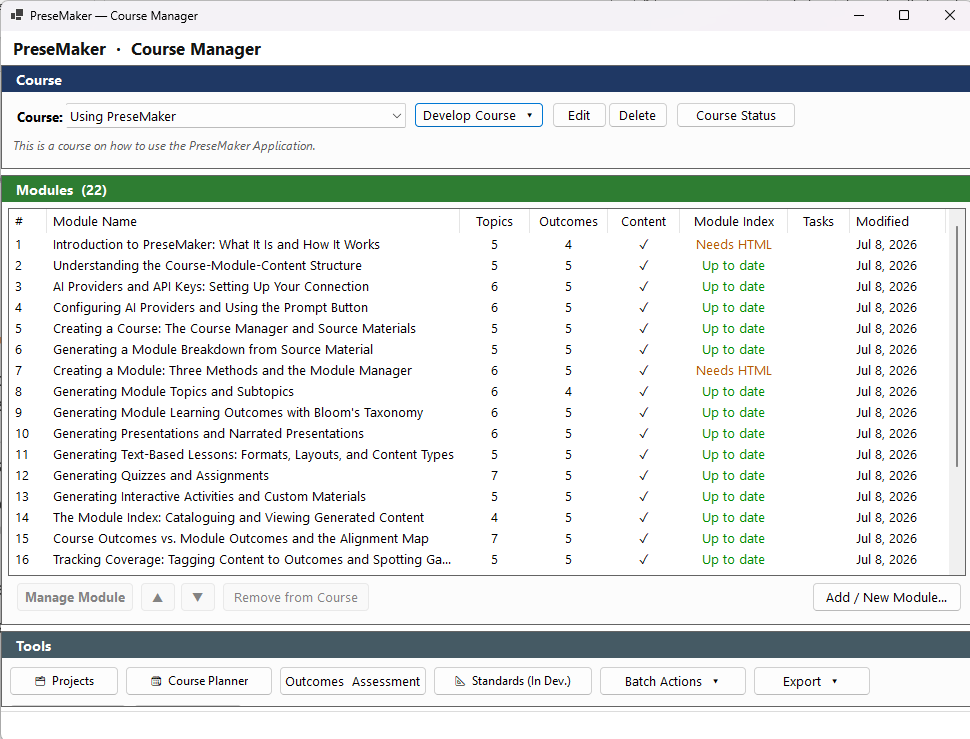 PreseMaker — Course Manager
PreseMaker · Course Manager
Course
Course: Using PreseMaker Develop Course ▼ Edit Delete Course Status
This is a course on how to use the PreseMaker Application.
Modules (22)
# Module Name Topics Outcomes Content Module Index Tasks Modified
1 Introduction to PreseMaker: What It Is and How It Works 5 4 ✓ Needs HTML Jul 8, 2026
2 Understanding the Course-Module-Content Structure 5 5 ✓ Up to date Jul 8, 2026
3 AI Providers and API Keys: Setting Up Your Connection 6 5 ✓ Up to date Jul 8, 2026
4 Configuring AI Providers and Using the Prompt Button 6 5 ✓ Up to date Jul 8, 2026
5 Creating a Course: The Course Manager and Source Materials 5 5 ✓ Up to date Jul 8, 2026
6 Generating a Module Breakdown from Source Material 5 5 ✓ Up to date Jul 8, 2026
7 Creating a Module: Three Methods and the Module Manager 6 5 ✓ Needs HTML Jul 8, 2026
8 Generating Module Topics and Subtopics 6 4 ✓ Up to date Jul 8, 2026
9 Generating Module Learning Outcomes with Bloom's Taxonomy 6 5 ✓ Up to date Jul 8, 2026
10 Generating Presentations and Narrated Presentations 6 5 ✓ Up to date Jul 8, 2026
11 Generating Text-Based Lessons: Formats, Layouts, and Content Types 5 5 ✓ Up to date Jul 8, 2026
12 Generating Quizzes and Assignments 7 5 ✓ Up to date Jul 8, 2026
13 Generating Interactive Activities and Custom Materials 5 5 ✓ Up to date Jul 8, 2026
14 The Module Index: Cataloguing and Viewing Generated Content 4 5 ✓ Up to date Jul 8, 2026
15 Course Outcomes vs. Module Outcomes and the Alignment Map 7 5 ✓ Up to date Jul 8, 2026
16 Tracking Coverage: Tagging Content to Outcomes and Spotting Ga... 5 5 ✓ Up to date Jul 8, 2026
Manage Module ▲ ▼ Remove from Course Add / New Module...
Tools
Projects Course Planner Outcomes Assessment Standards (In Dev.) Batch Actions ▼ Export ▼